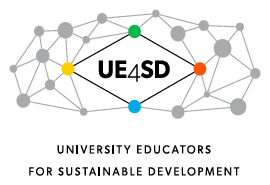 UE4SD
UNIVERSITY EDUCATORS
FOR SUSTAINABLE DEVELOPMENT